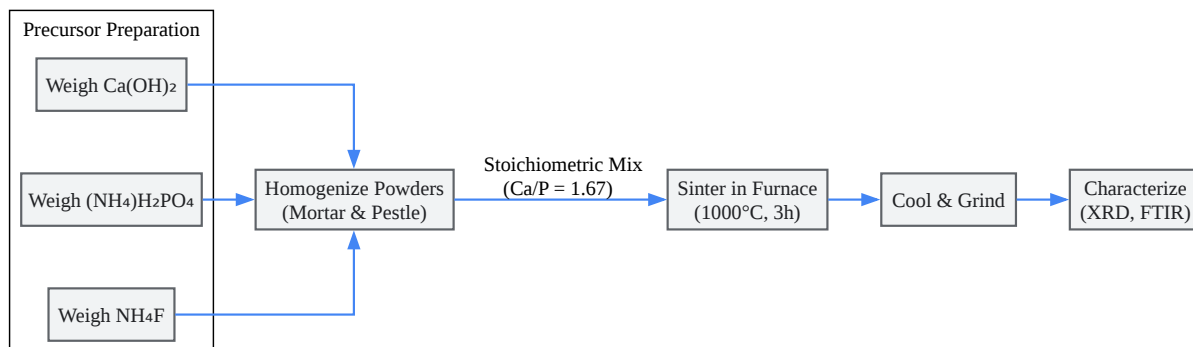 Precursor Preparation
Weigh Ca(OH)₂
Weigh (NH₄)H₂PO₄
Weigh NH₄F
Homogenize Powders
(Mortar & Pestle)
Stoichiometric Mix
(Ca/P = 1.67)
Sinter in Furnace
(1000°C, 3h)
Cool & Grind
Characterize
(XRD, FTIR)